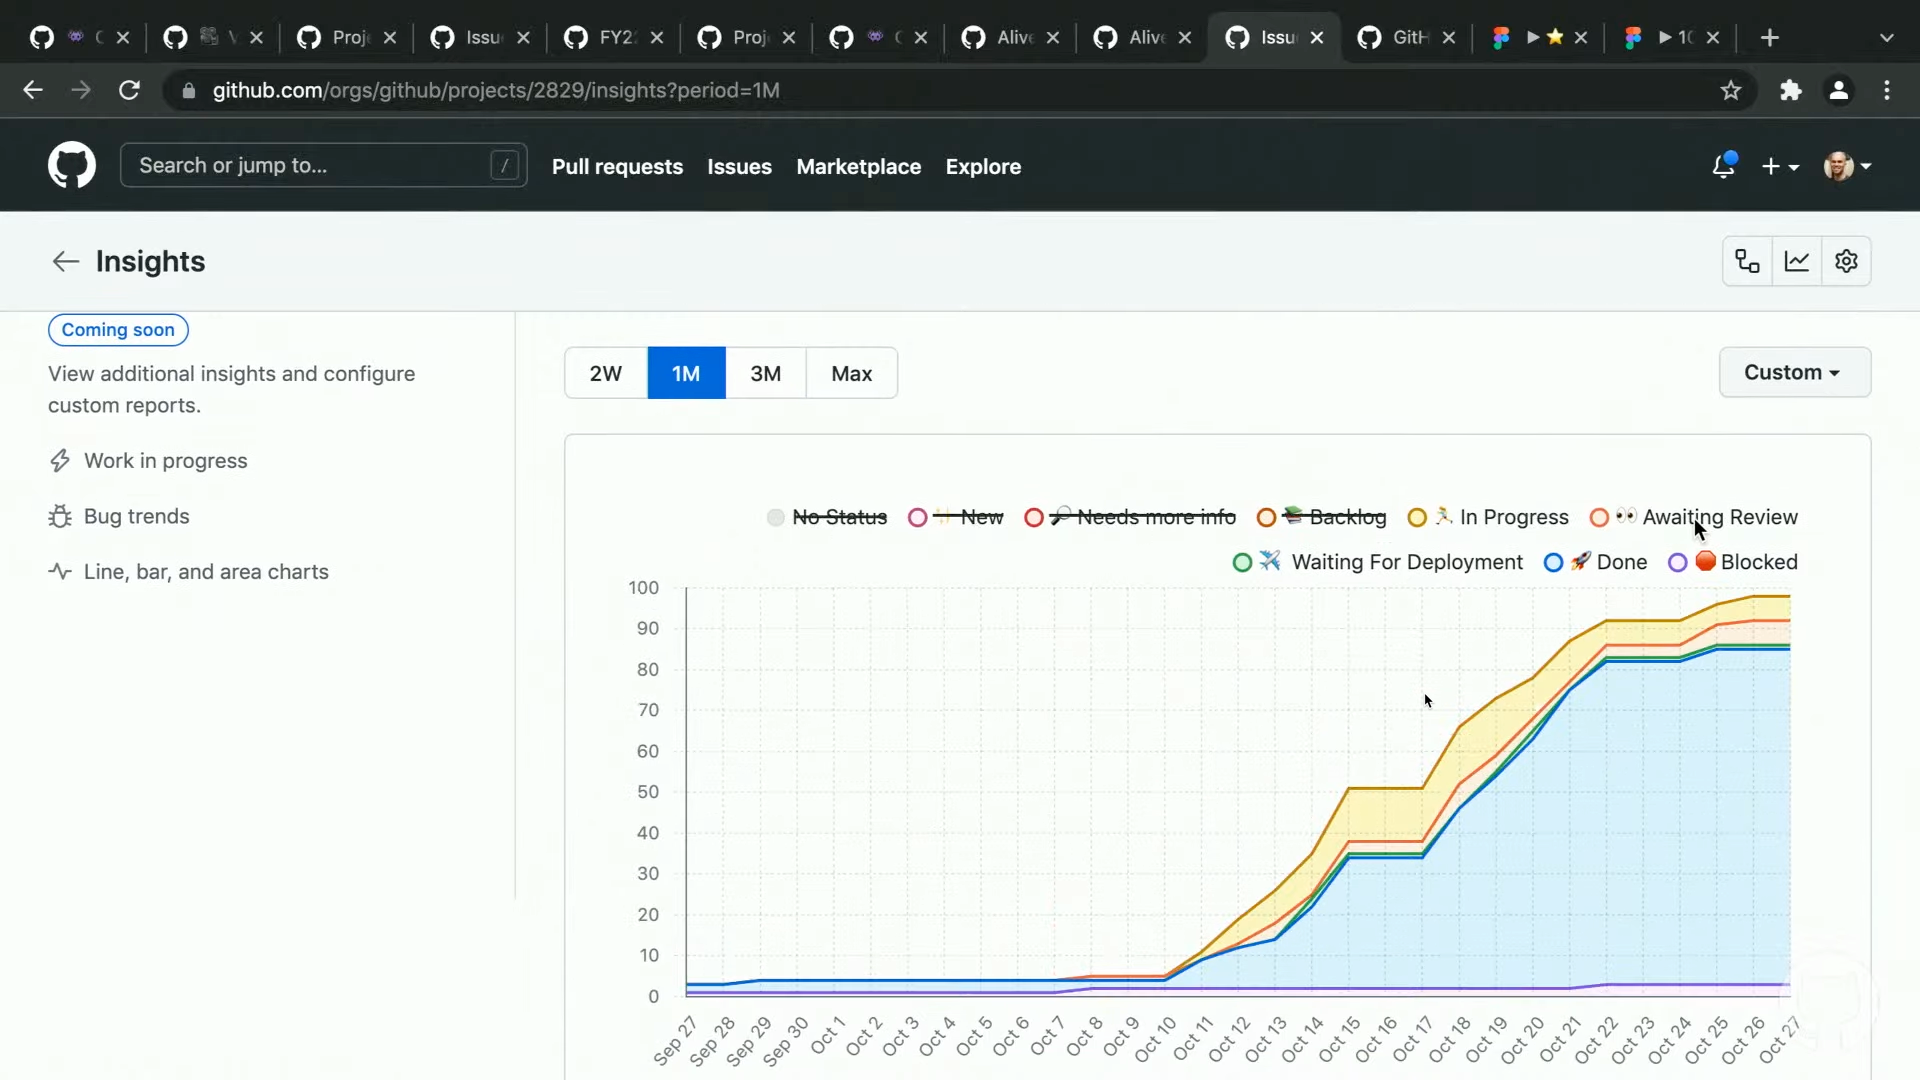 C
V
Proj
Issu
FY22
Proj
C
Aliv
Aliv
Issu
GitH
10
github.com/orgs/github/projects/2829/insights?period=1M
Search or jump to...
/
Pull requests
Issues
Marketplace
Explore
Insights
Coming soon
View additional insights and configure
custom reports.
Work in progress
Bug trends
Line, bar, and area charts
2W
1M
3M
Max
Custom
No Status
New
Needs more info
Backlog
In Progress
Awaiting Review
Waiting For Deployment
Done
Blocked
100
90
80
70
60
50
40
30
20
10
0
Sep 27
Sep 28
Sep 29
Sep 30
Oct 1
Oct 2
Oct 3
Oct 4
Oct 5
Oct 6
Oct 7
Oct 8
Oct 9
Oct 10
Oct 11
Oct 12
Oct 13
Oct 14
Oct 15
Oct 16
Oct 17
Oct 18
Oct 19
Oct 20
Oct 21
Oct 22
Oct 23
Oct 24
Oct 25
Oct 26
Oct 27